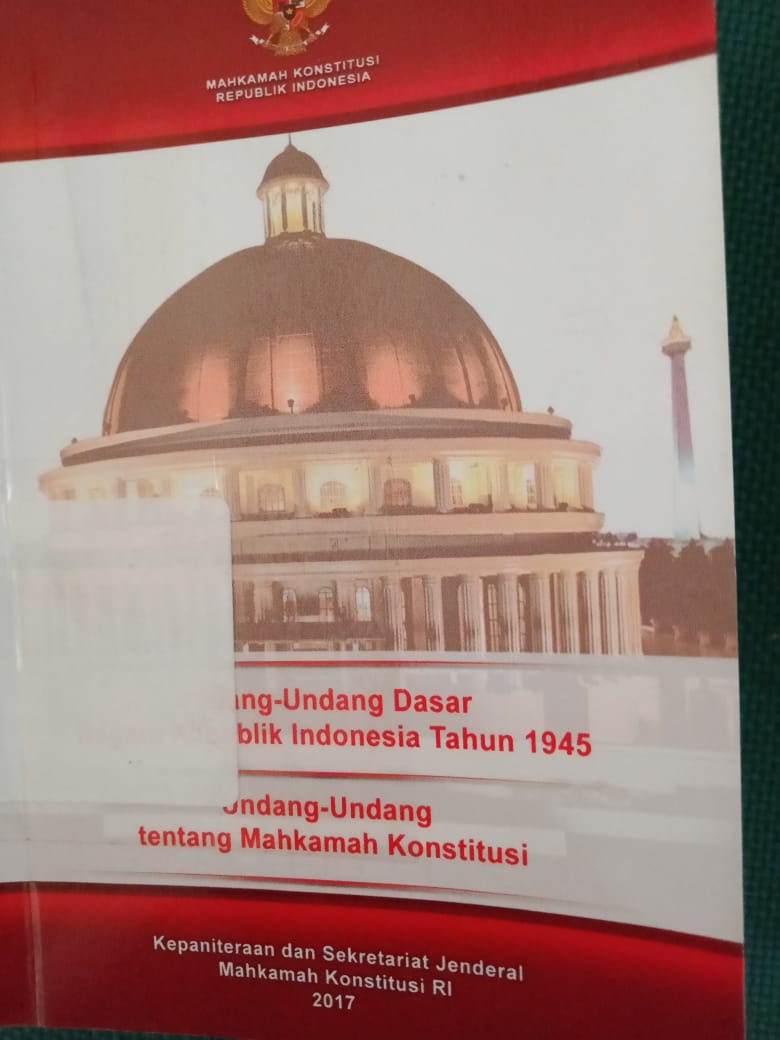 MAHKAMAH KONSTITUSI
REPUBLIK INDONESIA
ang-Undang Dasar
blik Indonesia Tahun 1945
Undang-Undang
tentang Mahkamah Konstitusi
Kepaniteraan dan Sekretariat Jenderal
Mahkamah Konstitusi RI
2017